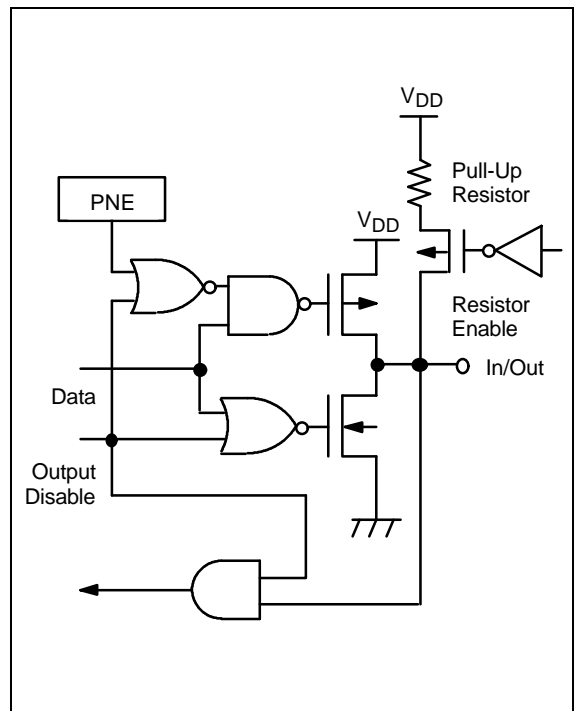 VDD
Pull-Up
Resistor
PNE
VDD
Resistor
Enable
In/Out
Data
Output
Disable